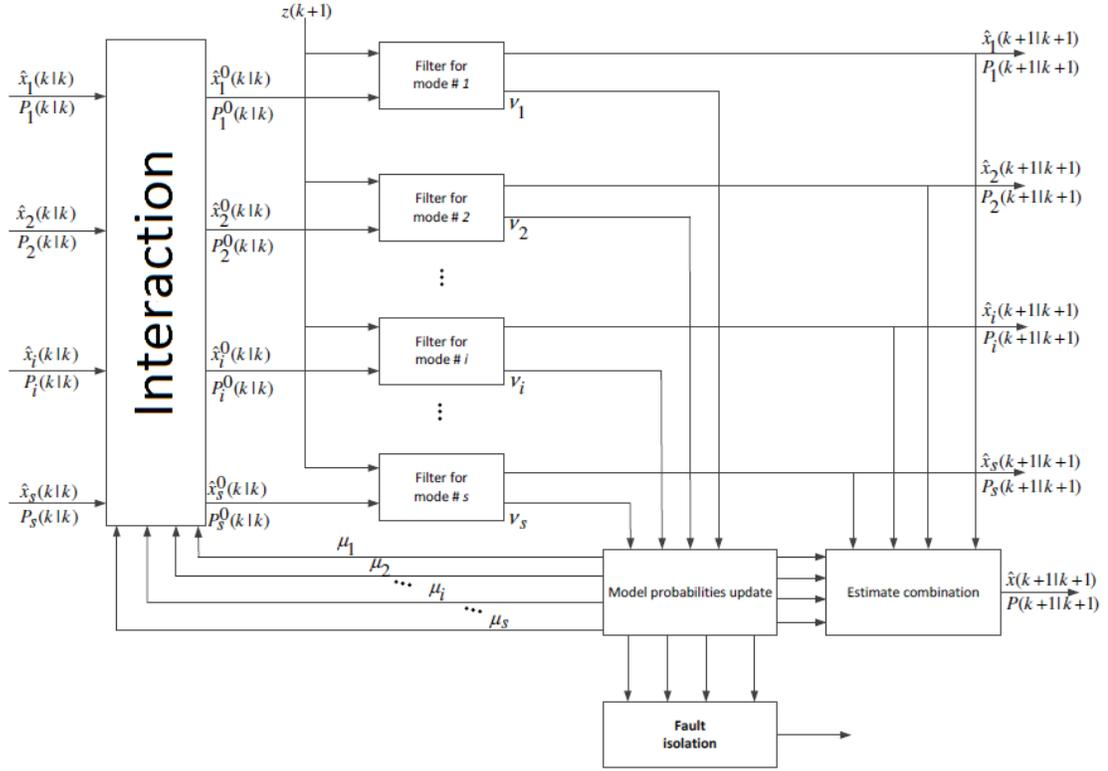 z(k+1)
x̂₁(k|k)
P₁(k|k)
x̂₁⁰(k|k)
P₁⁰(k|k)
Filter for
mode # 1
ν₁
x̂₁(k+1|k+1)
P₁(k+1|k+1)
Interaction
x̂₂(k|k)
P₂(k|k)
x̂₂⁰(k|k)
P₂⁰(k|k)
Filter for
mode # 2
ν₂
x̂₂(k+1|k+1)
P₂(k+1|k+1)
⋮
x̂ᵢ(k|k)
Pᵢ(k|k)
x̂ᵢ⁰(k|k)
Pᵢ⁰(k|k)
Filter for
mode # i
νᵢ
x̂ᵢ(k+1|k+1)
Pᵢ(k+1|k+1)
⋮
x̂ₛ(k|k)
Pₛ(k|k)
x̂ₛ⁰(k|k)
Pₛ⁰(k|k)
Filter for
mode # s
νₛ
x̂ₛ(k+1|k+1)
Pₛ(k+1|k+1)
μ₁
μ₂
... μᵢ
... μₛ
Model probabilities update
Estimate combination
x̂(k+1|k+1)
P(k+1|k+1)
Fault
isolation